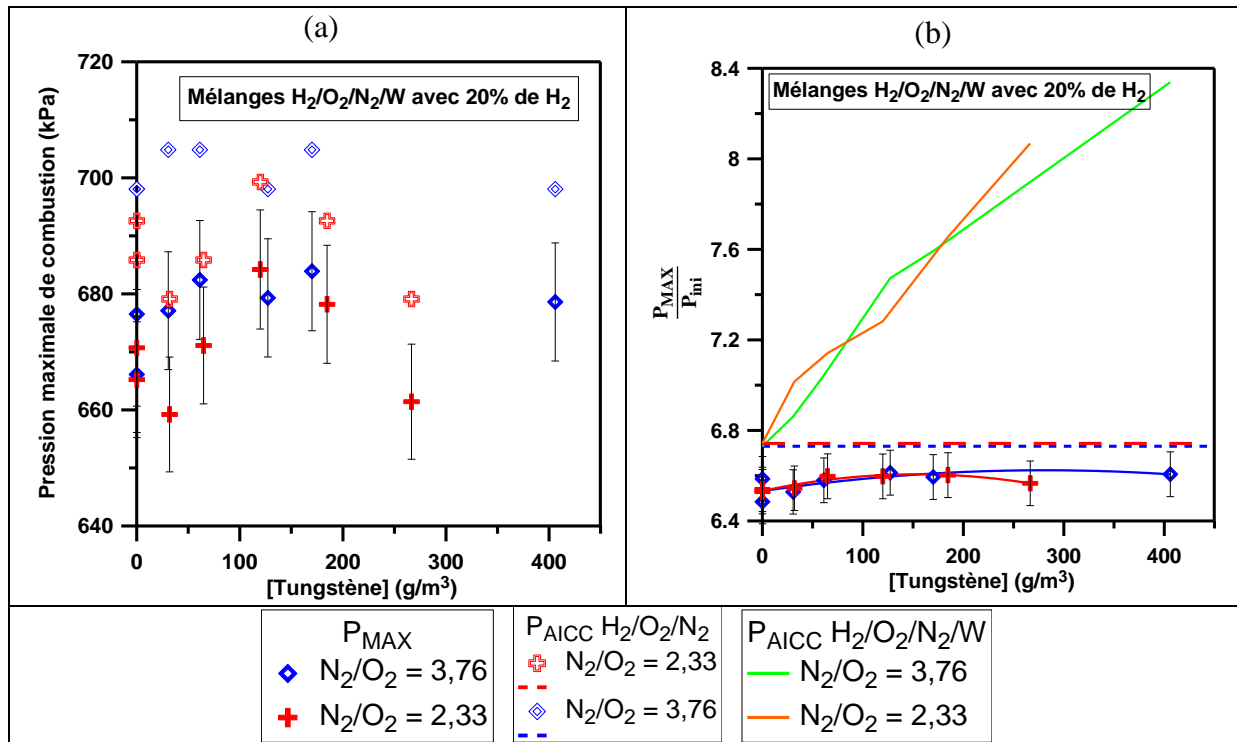 (a)
720
700
680
660
640
Pression maximale de combustion (kPa)
Mélanges H2/O2/N2/W avec 20% de H2
0
100
200
300
400
[Tungstène] (g/m3)
(b)
8.4
8
7.6
7.2
6.8
6.4
PMAX
Pini
Mélanges H2/O2/N2/W avec 20% de H2
0
100
200
300
400
[Tungstène] (g/m3)
PMAX
N2/O2 = 3,76
N2/O2 = 2,33
PAICC H2/O2/N2
N2/O2 = 2,33
N2/O2 = 3,76
PAICC H2/O2/N2/W
N2/O2 = 3,76
N2/O2 = 2,33